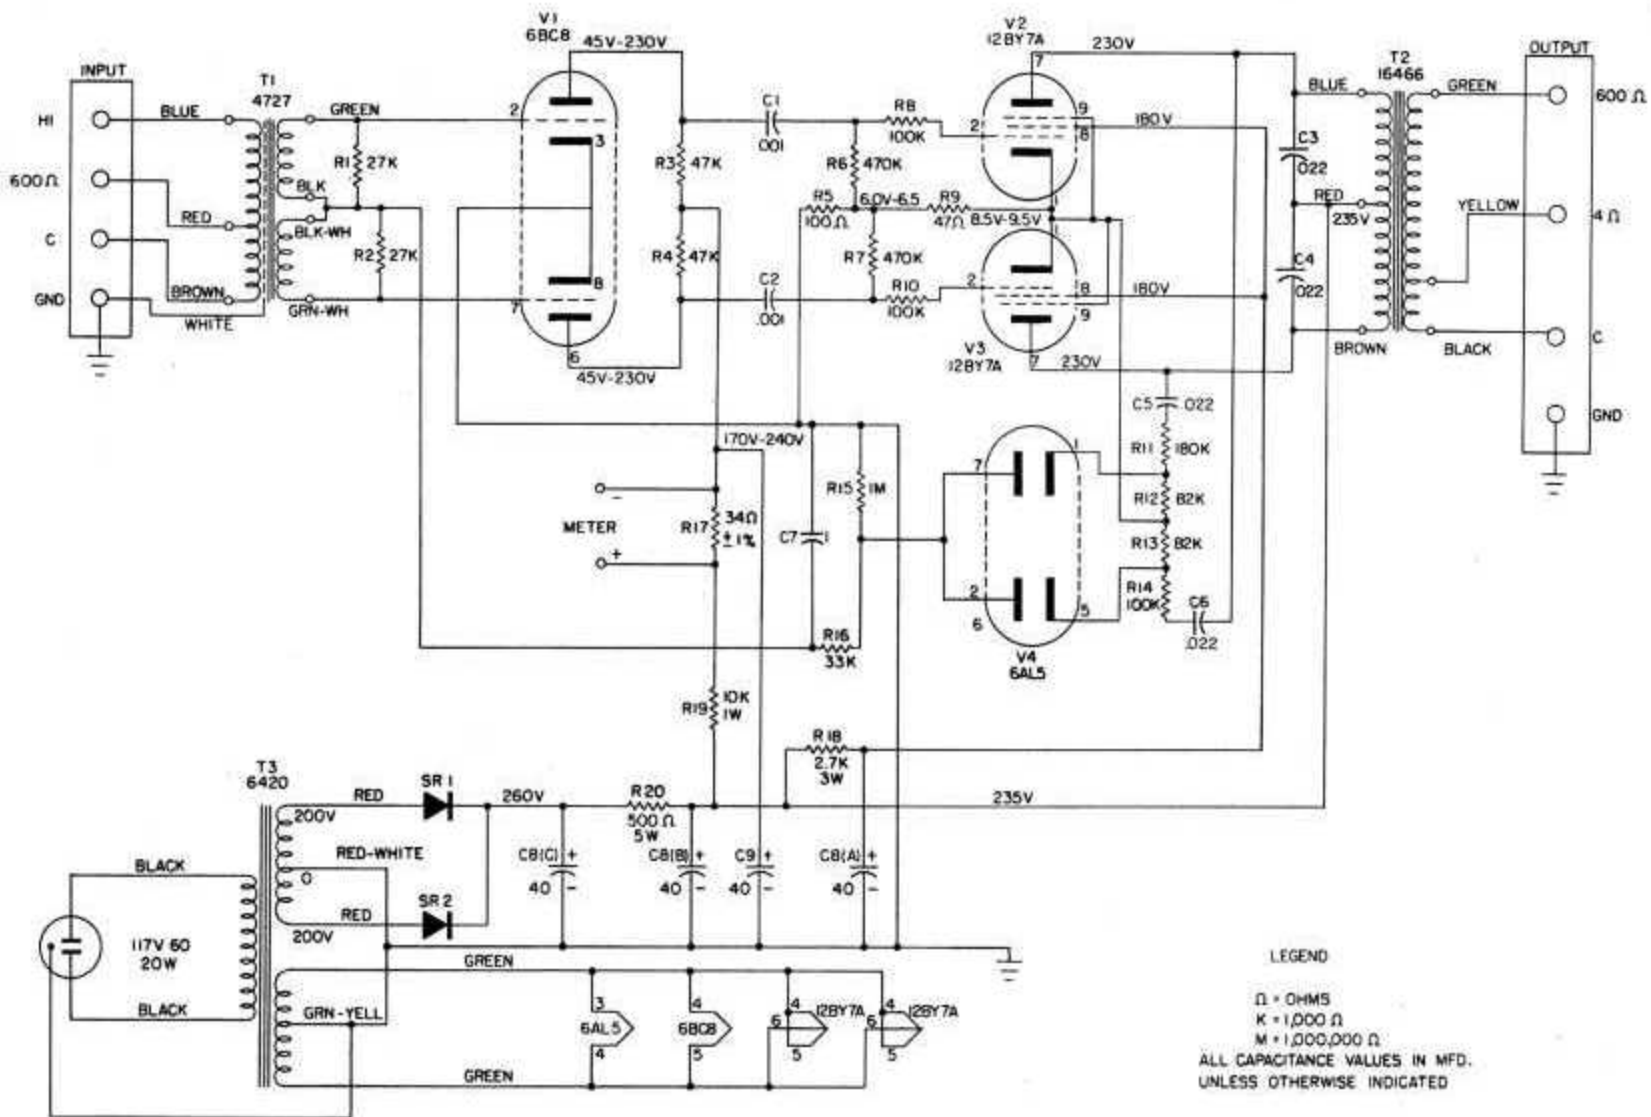 INPUT
HI
600Ω
C
GND
BLUE
RED
BROWN
WHITE
T1
4727
GREEN
BLK
BLK-WH
GRN-WH
R1
27K
R2
27K
V1
6BC8
45V-230V
2
3
8
7
6
45V-230V
R3
47K
R4
47K
C1
.001
C2
.001
R8
100K
R6
470K
R5
100Ω
6.0V-6.5
R9
47Ω
8.5V-9.5V
R7
470K
R10
100K
V2
12BY7A
7
230V
9
8
2
180V
1
1
2
8
9
180V
V3
12BY7A
7
230V
C3
.022
C4
.022
BLUE
RED
235V
BROWN
T2
16466
GREEN
YELLOW
BLACK
OUTPUT
600Ω
4Ω
C
GND
170V-240V
-
METER
+
R17
34Ω
±1%
C7
.1
R15
1M
R16
33K
7
1
2
6
5
V4
6AL5
C5
.022
R11
180K
R12
82K
R13
82K
R14
100K
C6
.022
R19
10K
1W
R18
2.7K
3W
T3
6420
RED
200V
RED-WHITE
0
RED
200V
SR1
SR2
260V
R20
500Ω
5W
235V
C8(C) +
40 -
C8(B) +
40 -
C9 +
40 -
C8(A) +
40 -
BLACK
117V 60
20W
BLACK
GREEN
GRN-YELL
GREEN
3
6AL5
4
4
6BC8
5
4
6
12BY7A
5
4
6
12BY7A
5
LEGEND
Ω = OHMS
K = 1,000 Ω
M = 1,000,000 Ω
ALL CAPACITANCE VALUES IN MFD.
UNLESS OTHERWISE INDICATED